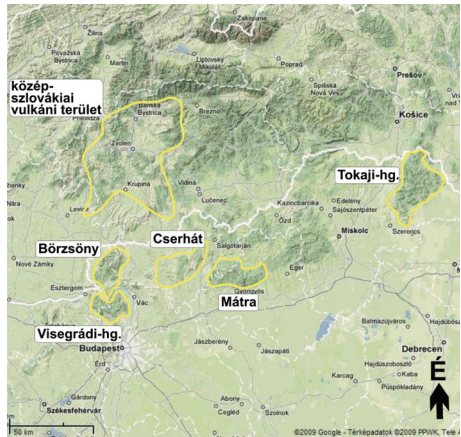 Zakopane
Žilina
Považská
Bystrica
Martin
Liptovský
Mikuláš
Poprad
Prešov
közép-
szlovákiai
vulkáni terület
Prievidza
Banská
Bystrica
Brezno
Spišská
Nová Ves
Košice
Zvolen
Krupina
Vidiná
Lučenec
Levice
Nitra
Tokaji-hg.
Kazincbarcika
Edelény
Sajószentpéter
Ózd
Miskolc
Szerencs
Börzsöny
Cserhát
Salgótarján
Nové Zámky
Esztergom
Vác
Eger
Gyöngyös
Mátra
Visegrádi-hg.
Budapest
Érd
Jászberény
Jászapáti
Balmazújváros
Hajdúböszörmény
Debrecen
Hajdúszoboszló
Kaba
Karcag
Püspökladány
É
Gárdony
Székesfehérvár
Abony
Cegléd
Szolnok
50 km
©2009 Google - Térképadatok ©2009 PPWK, Tele A